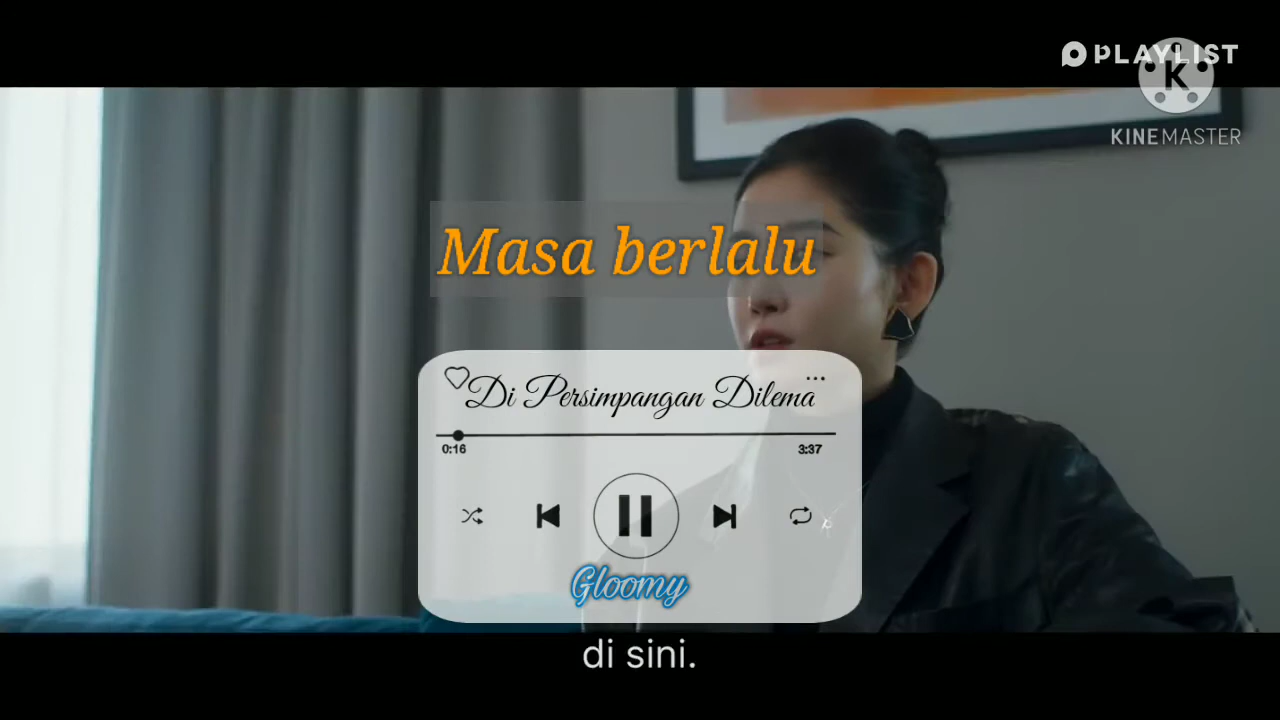 PLAYLIST
K
KINEMASTER
Masa berlalu
Di Persimpangan Dilema
0:16 3:37
Gloomy
di sini.